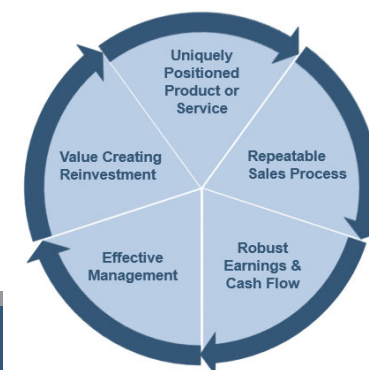 Uniquely
Positioned
Product or
Service
Repeatable
Sales Process
Robust
Earnings &
Cash Flow
Effective
Management
Value Creating
Reinvestment